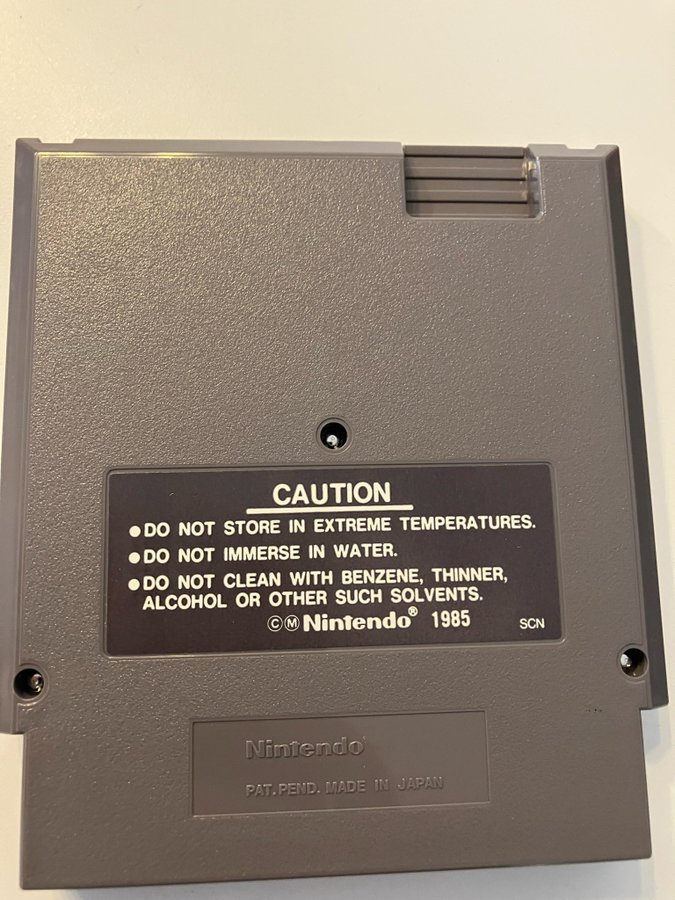 CAUTION
●DO NOT STORE IN EXTREME TEMPERATURES.
●DO NOT IMMERSE IN WATER.
●DO NOT CLEAN WITH BENZENE, THINNER,
ALCOHOL OR OTHER SUCH SOLVENTS.
©Ⓜ Nintendo® 1985 SCN
Nintendo
PAT. PEND. MADE IN JAPAN